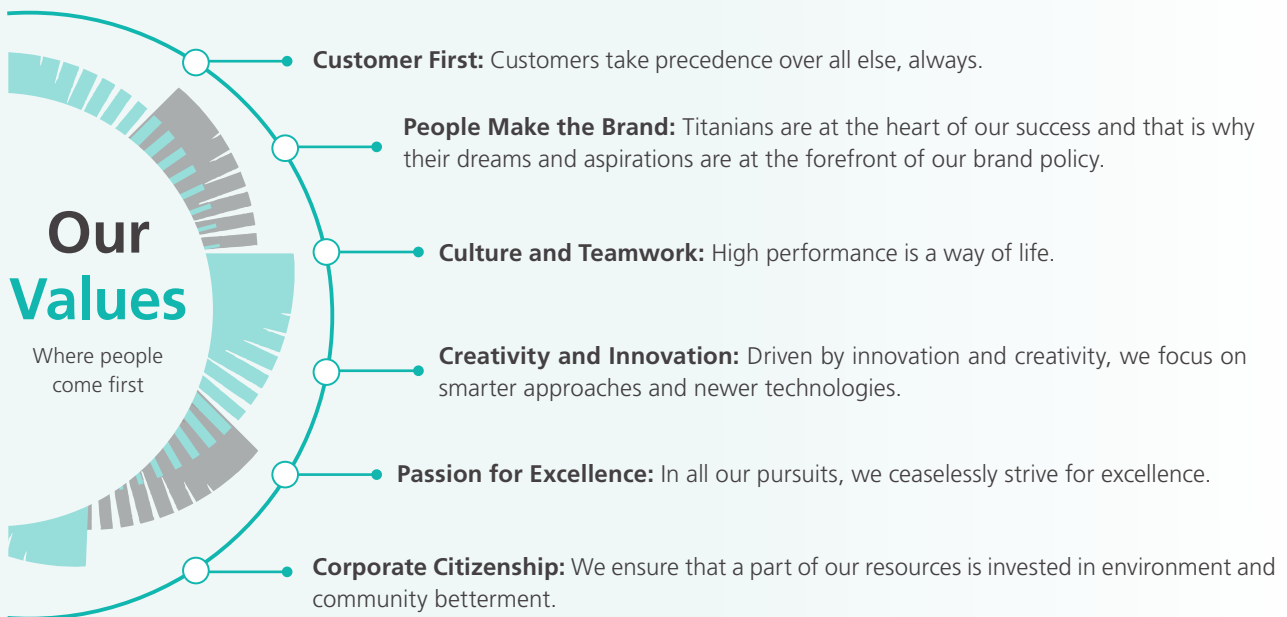 Our
Values
Where people
come first
Customer First: Customers take precedence over all else, always.
People Make the Brand: Titanians are at the heart of our success and that is why
their dreams and aspirations are at the forefront of our brand policy.
Culture and Teamwork: High performance is a way of life.
Creativity and Innovation: Driven by innovation and creativity, we focus on
smarter approaches and newer technologies.
Passion for Excellence: In all our pursuits, we ceaselessly strive for excellence.
Corporate Citizenship: We ensure that a part of our resources is invested in environment and
community betterment.